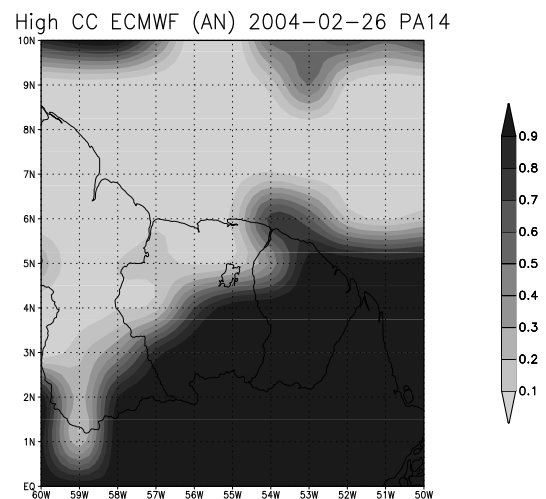 High CC ECMWF (AN) 2004-02-26 PA14
10N
9N
8N
7N
6N
5N
4N
3N
2N
1N
EQ
60W 59W 58W 57W 56W 55W 54W 53W 52W 51W 50W
0.9
0.8
0.7
0.6
0.5
0.4
0.3
0.2
0.1